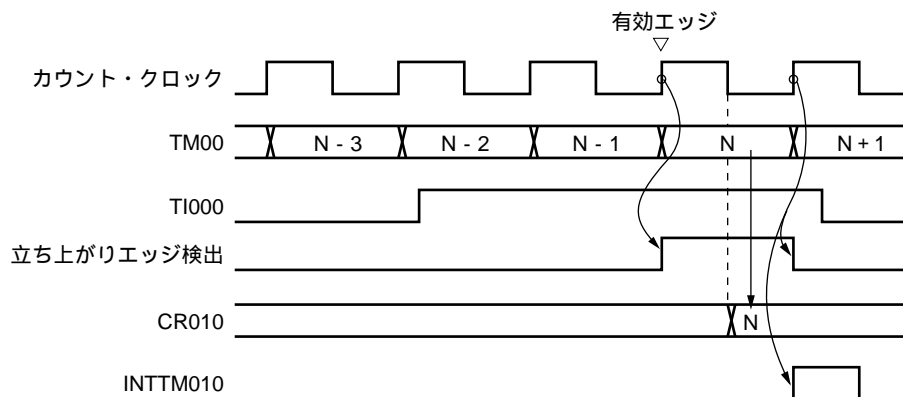 有効エッジ
カウント・クロック
TM00 N - 3 N - 2 N - 1 N N + 1
TI000
立ち上がりエッジ検出
CR010 N
INTTM010